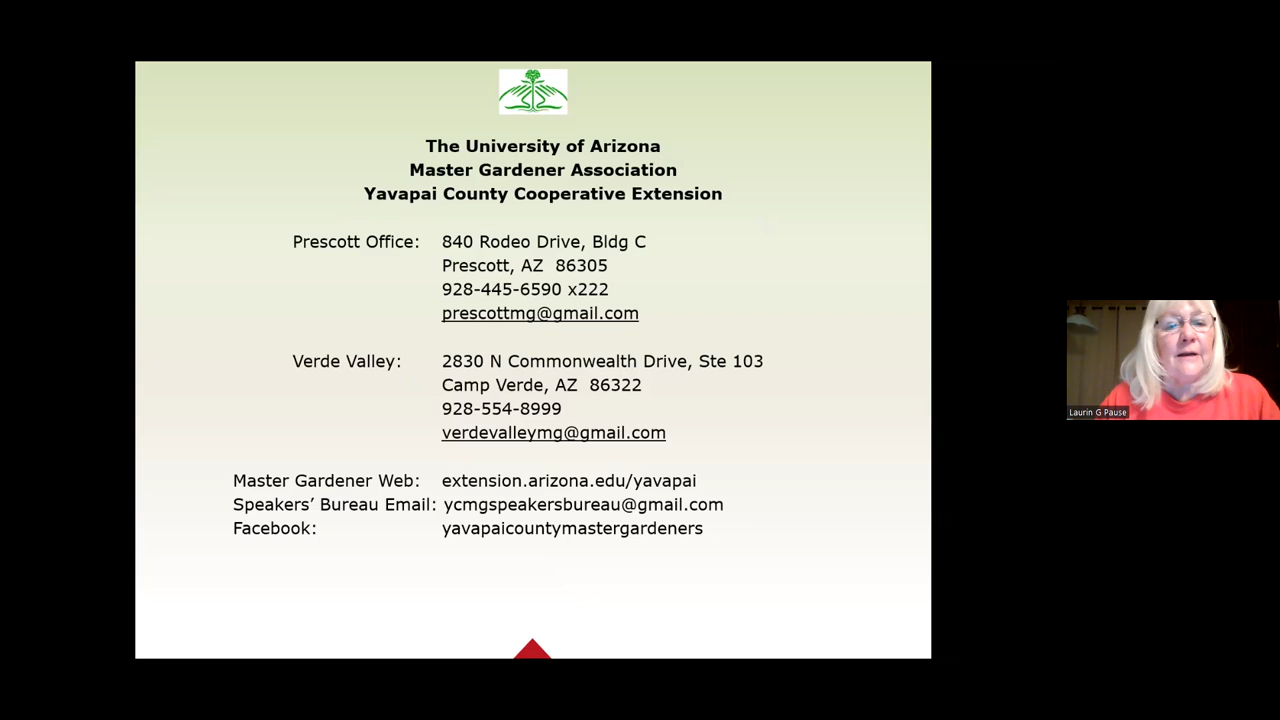 The University of Arizona
Master Gardener Association
Yavapai County Cooperative Extension
Prescott Office: 840 Rodeo Drive, Bldg C
Prescott, AZ  86305
928-445-6590 x222
prescottmg@gmail.com
Verde Valley: 2830 N Commonwealth Drive, Ste 103
Camp Verde, AZ  86322
928-554-8999
verdevalleymg@gmail.com
Master Gardener Web: extension.arizona.edu/yavapai
Speakers’ Bureau Email: ycmgspeakersbureau@gmail.com
Facebook: yavapaicountymastergardeners
Laurin G Pause